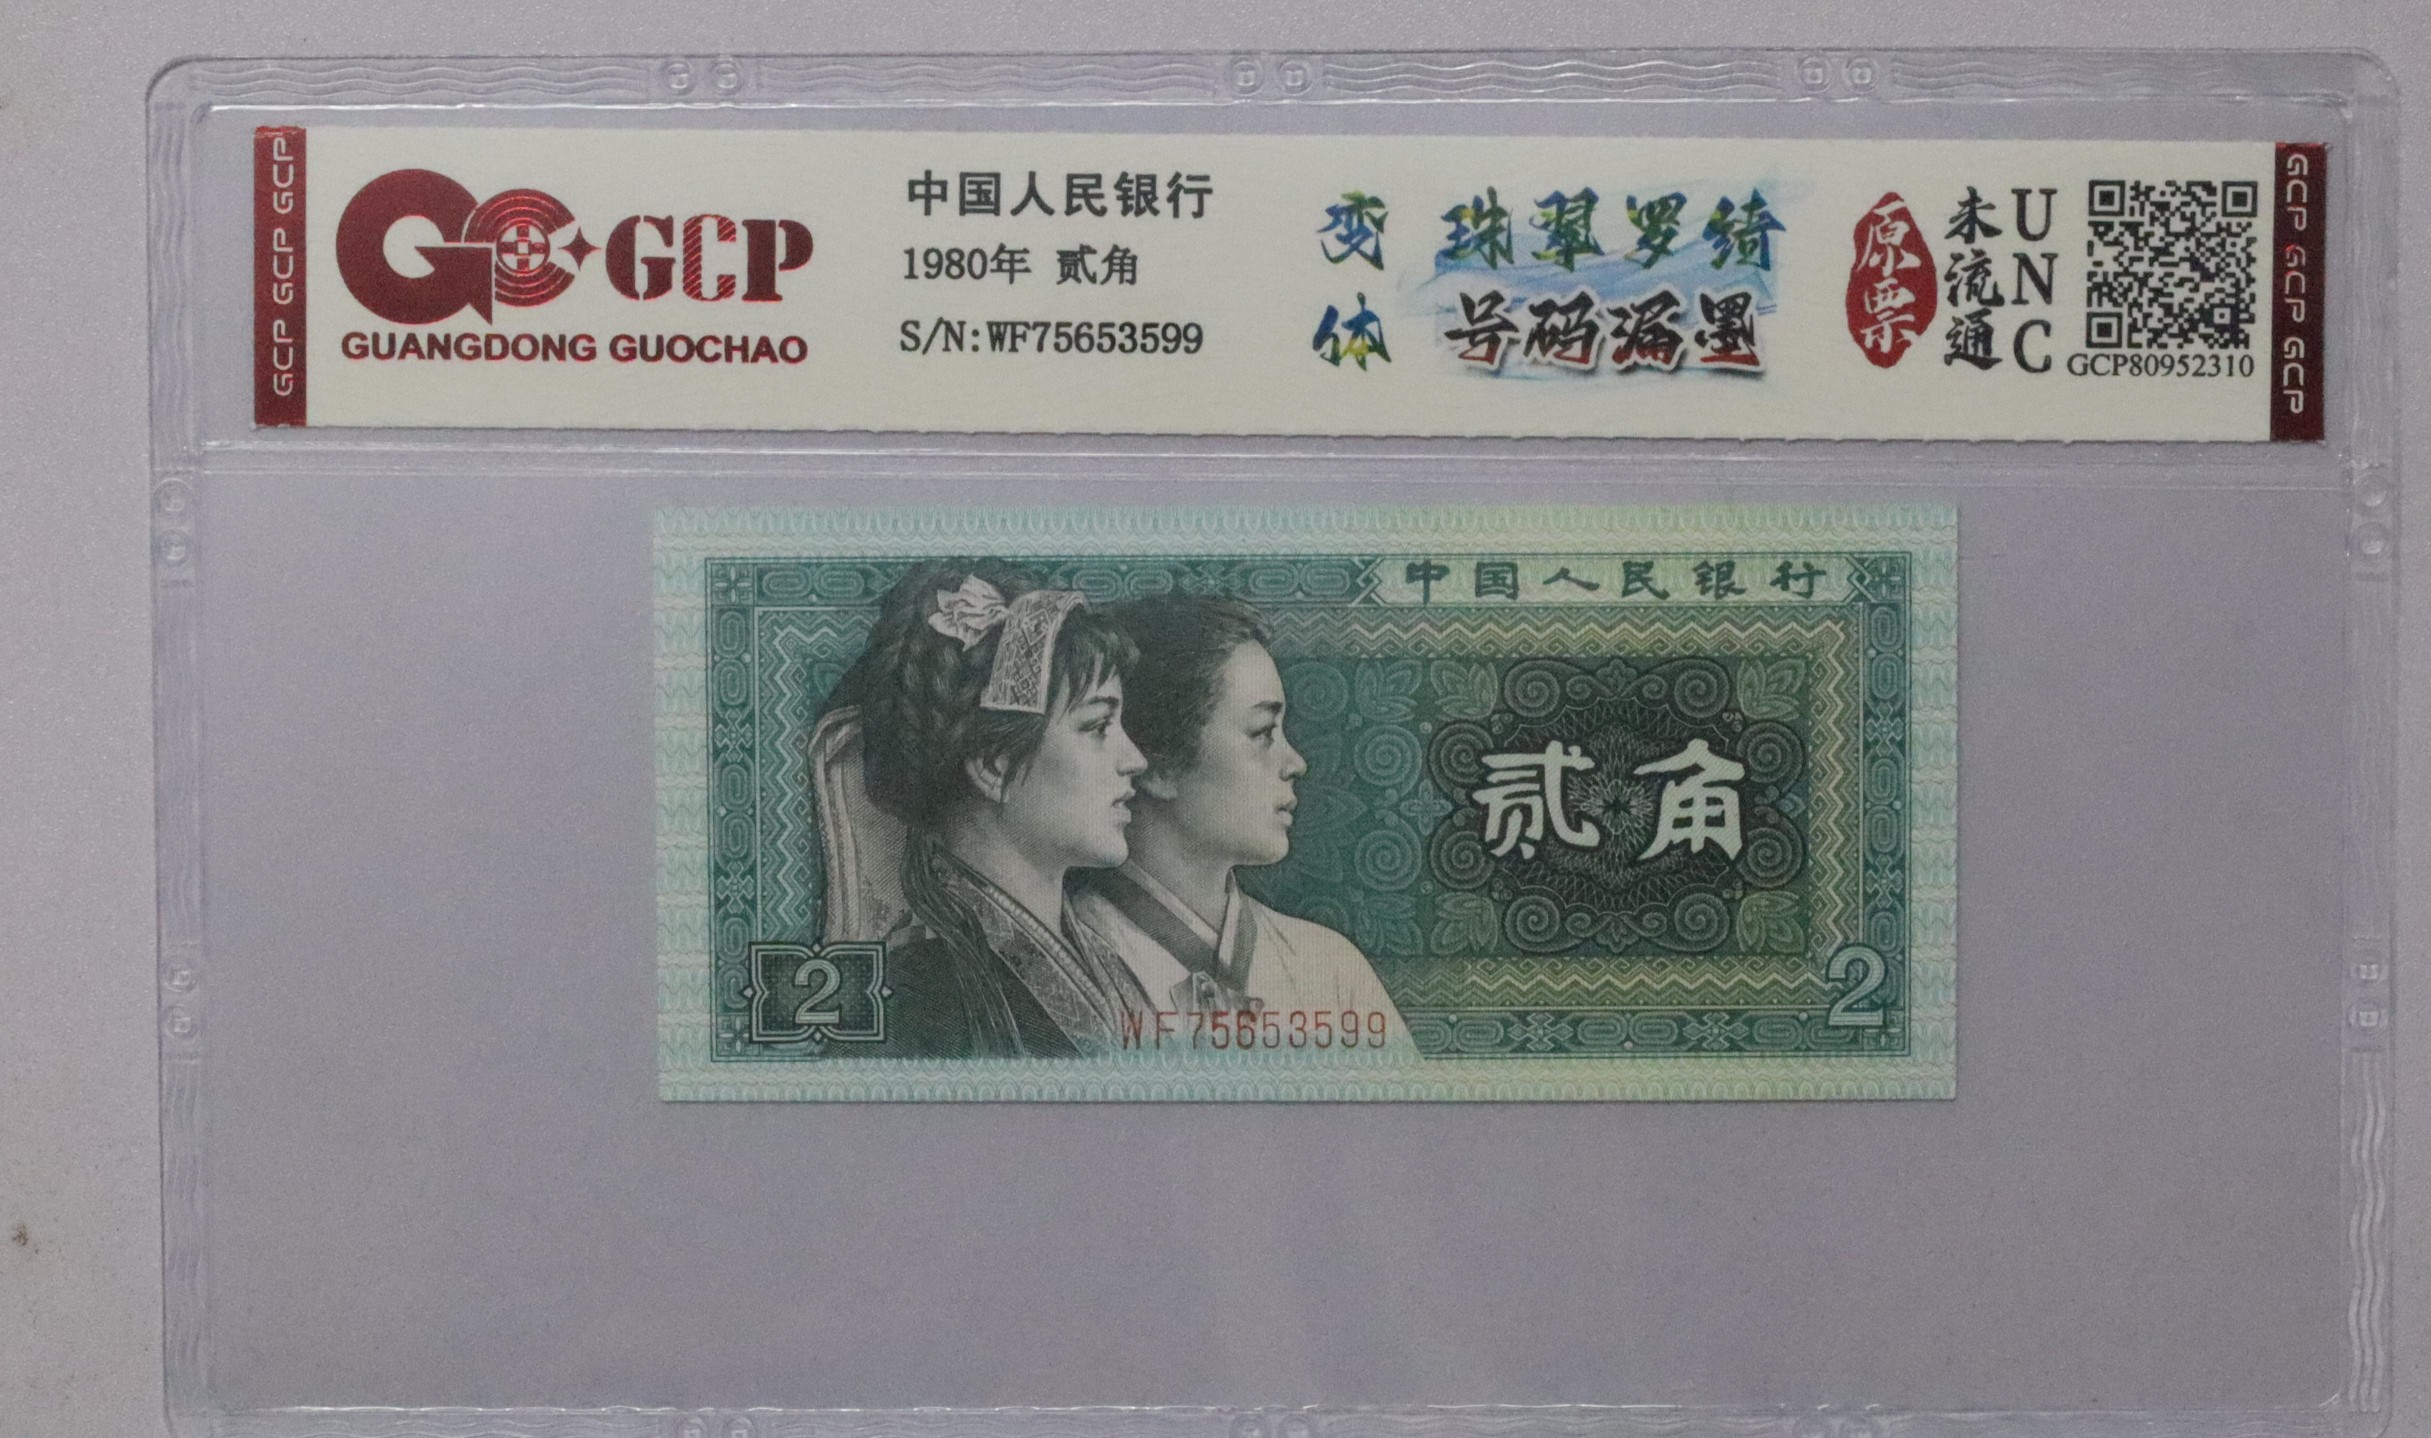 GCP GCP GCP
GCP
GUANGDONG GUOCHAO
中国人民银行
1980年 贰角
S/N:WF75653599
变体
珠翠罗绮
号码漏墨
原票
未流通
UNC
GCP80952310
GCP GCP GCP
中国人民银行
贰角
2
2
WF75653599